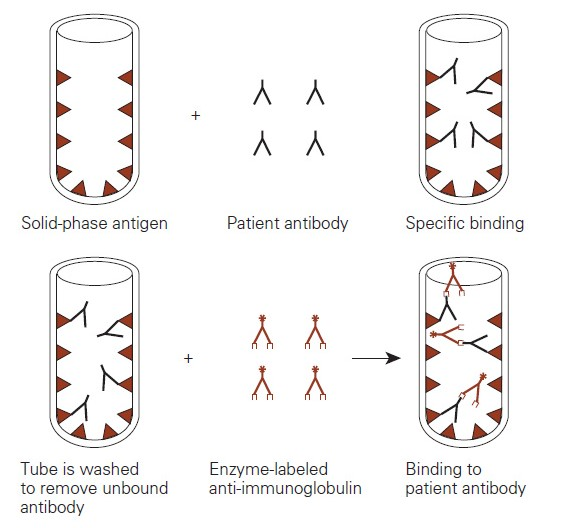 +
Solid-phase antigen
Patient antibody
Specific binding
+
Tube is washed
to remove unbound
antibody
Enzyme-labeled
anti-immunoglobulin
Binding to
patient antibody